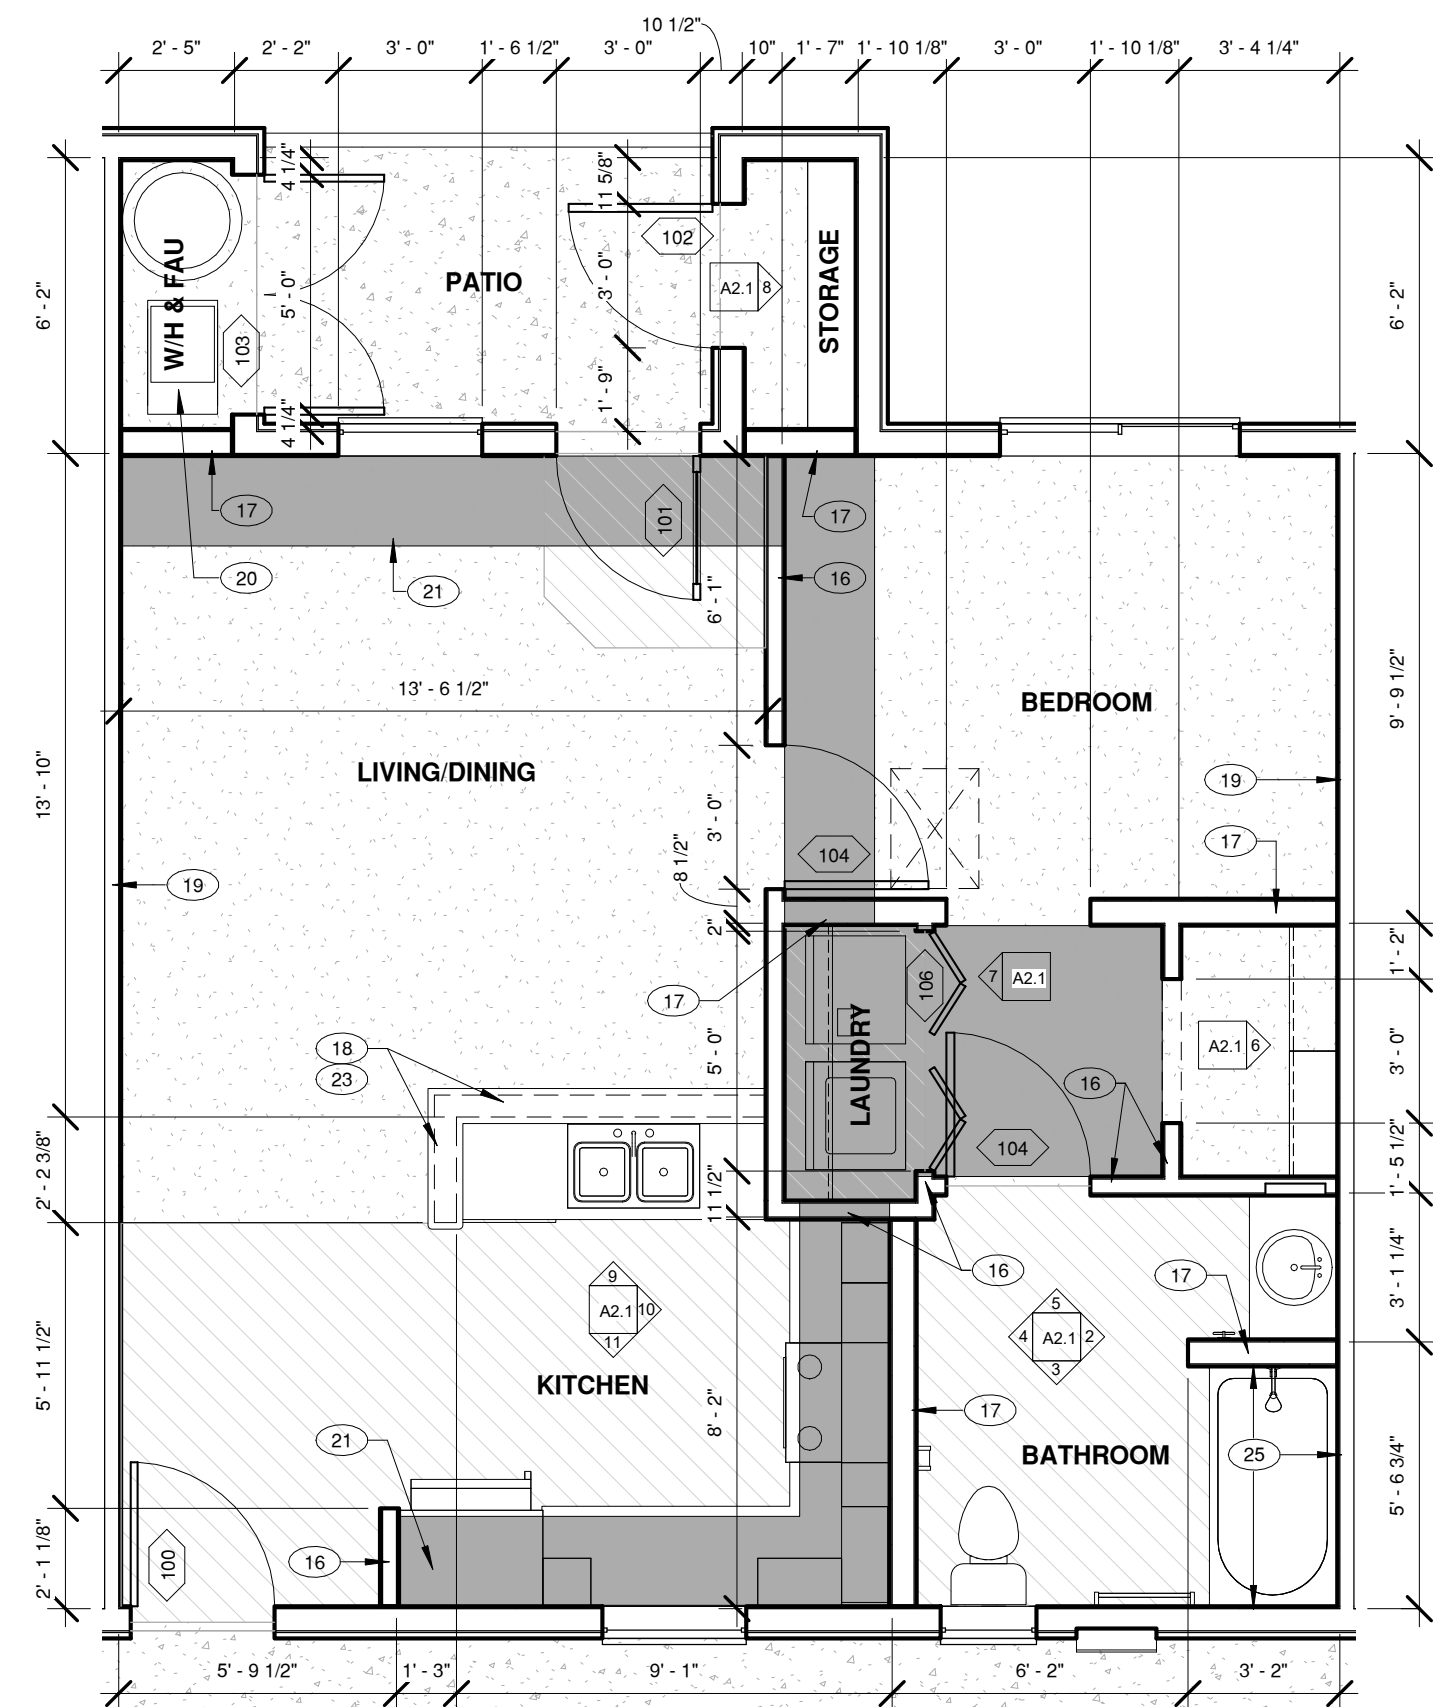 10 1/2"
2' - 5" 2' - 2" 3' - 0" 1' - 6 1/2" 3' - 0" 10" 1' - 7" 1' - 10 1/8" 3' - 0" 1' - 10 1/8" 3' - 4 1/4"
4 1/4"
11 5/8"
102
6' - 2"
W/H & FAU
PATIO
5' - 0"
3' - 0"
A2.1 8
STORAGE
6' - 2"
103
1' - 9"
4 1/4"
17
101
17
20
21
6' - 1"
16
13' - 6 1/2"
BEDROOM
9' - 9 1/2"
LIVING/DINING
13' - 10"
19
3' - 0"
8 1/2"
104
17
19
2"
1' - 2"
106
7 A2.1
17
LAUNDRY
5' - 0"
18
23
A2.1 6
3' - 0"
16
104
2' - 2 3/8"
11 1/2"
1' - 5 1/2"
16
17
3' - 1 1/4"
9
A2.1 10
11
5
4 A2.1 2
3
5' - 11 1/2"
KITCHEN
8' - 2"
17
21
BATHROOM
25
5' - 6 3/4"
100
16
2' - 1 1/8"
5' - 9 1/2" 1' - 3" 9' - 1" 6' - 2" 3' - 2"